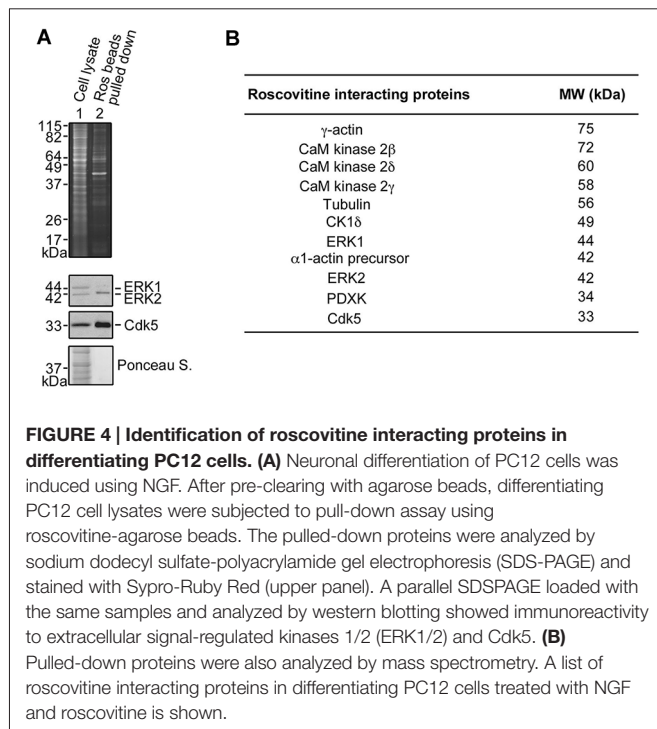 A
Cell lysate
Ros beads
pulled down
1 2
115
82
64
49
37
26
17
kDa
44 ERK1
42 ERK2
33 Cdk5
37 Ponceau S.
kDa
B
Roscovitine interacting proteins MW (kDa)
γ-actin 75
CaM kinase 2β 72
CaM kinase 2δ 60
CaM kinase 2γ 58
Tubulin 56
CK1δ 49
ERK1 44
α1-actin precursor 42
ERK2 42
PDXK 34
Cdk5 33
FIGURE 4 | Identification of roscovitine interacting proteins in
differentiating PC12 cells. (A) Neuronal differentiation of PC12 cells was
induced using NGF. After pre-clearing with agarose beads, differentiating
PC12 cell lysates were subjected to pull-down assay using
roscovitine-agarose beads. The pulled-down proteins were analyzed by
sodium dodecyl sulfate-polyacrylamide gel electrophoresis (SDS-PAGE) and
stained with Sypro-Ruby Red (upper panel). A parallel SDSPAGE loaded with
the same samples and analyzed by western blotting showed immunoreactivity
to extracellular signal-regulated kinases 1/2 (ERK1/2) and Cdk5. (B)
Pulled-down proteins were also analyzed by mass spectrometry. A list of
roscovitine interacting proteins in differentiating PC12 cells treated with NGF
and roscovitine is shown.